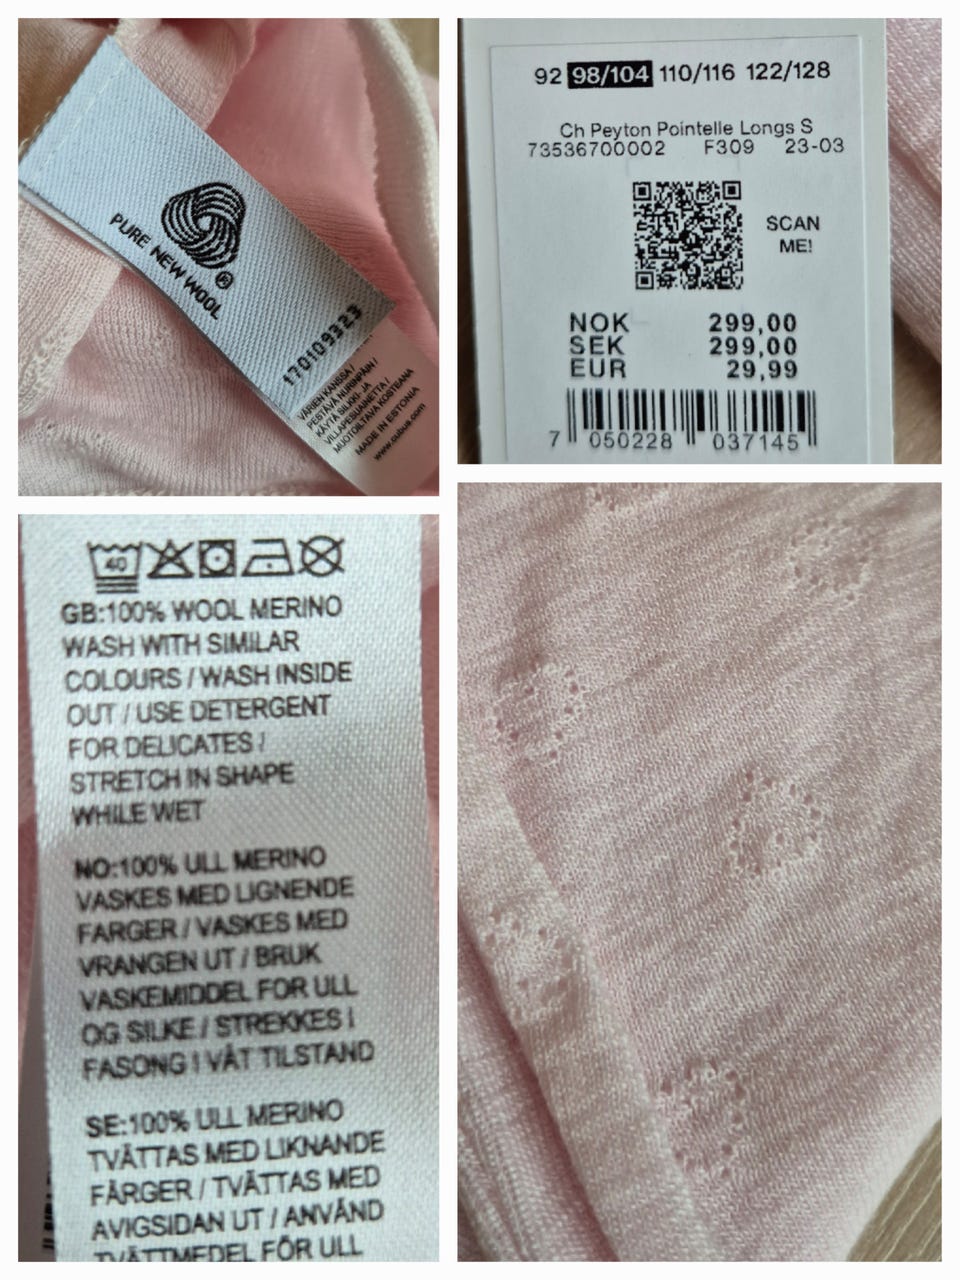 PURE NEW WOOL
®
170109323
VÄRIEN KANSSA /
PESTÄVÄ NURINPÄIN /
KÄYTÄ SILKKI- JA
VILLAPESUAINETTA /
MUOTOILTAVA KOSTEANA
MADE IN ESTONIA
www.cubus.com
92 98/104 110/116 122/128
Ch Peyton Pointelle Longs S
73536700002 F309 23-03
SCAN
ME!
NOK 299,00
SEK 299,00
EUR 29,99
7 050228 037145
40
GB:100% WOOL MERINO
WASH WITH SIMILAR
COLOURS / WASH INSIDE
OUT / USE DETERGENT
FOR DELICATES /
STRETCH IN SHAPE
WHILE WET
NO:100% ULL MERINO
VASKES MED LIGNENDE
FARGER / VASKES MED
VRANGEN UT / BRUK
VASKEMIDDEL FOR ULL
OG SILKE / STREKKES I
FASONG I VÅT TILSTAND
SE:100% ULL MERINO
TVÄTTAS MED LIKNANDE
FÄRGER / TVÄTTAS MED
AVIGSIDAN UT / ANVÄND
TVÄTTMEDEL FÖR ULL